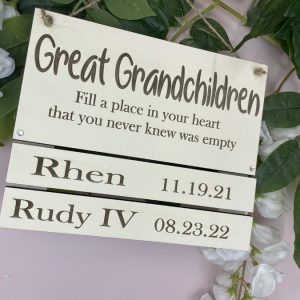 Great Grandchildren
Fill a place in your heart
that you never knew was empty
Rhen 11.19.21
Rudy IV 08.23.22